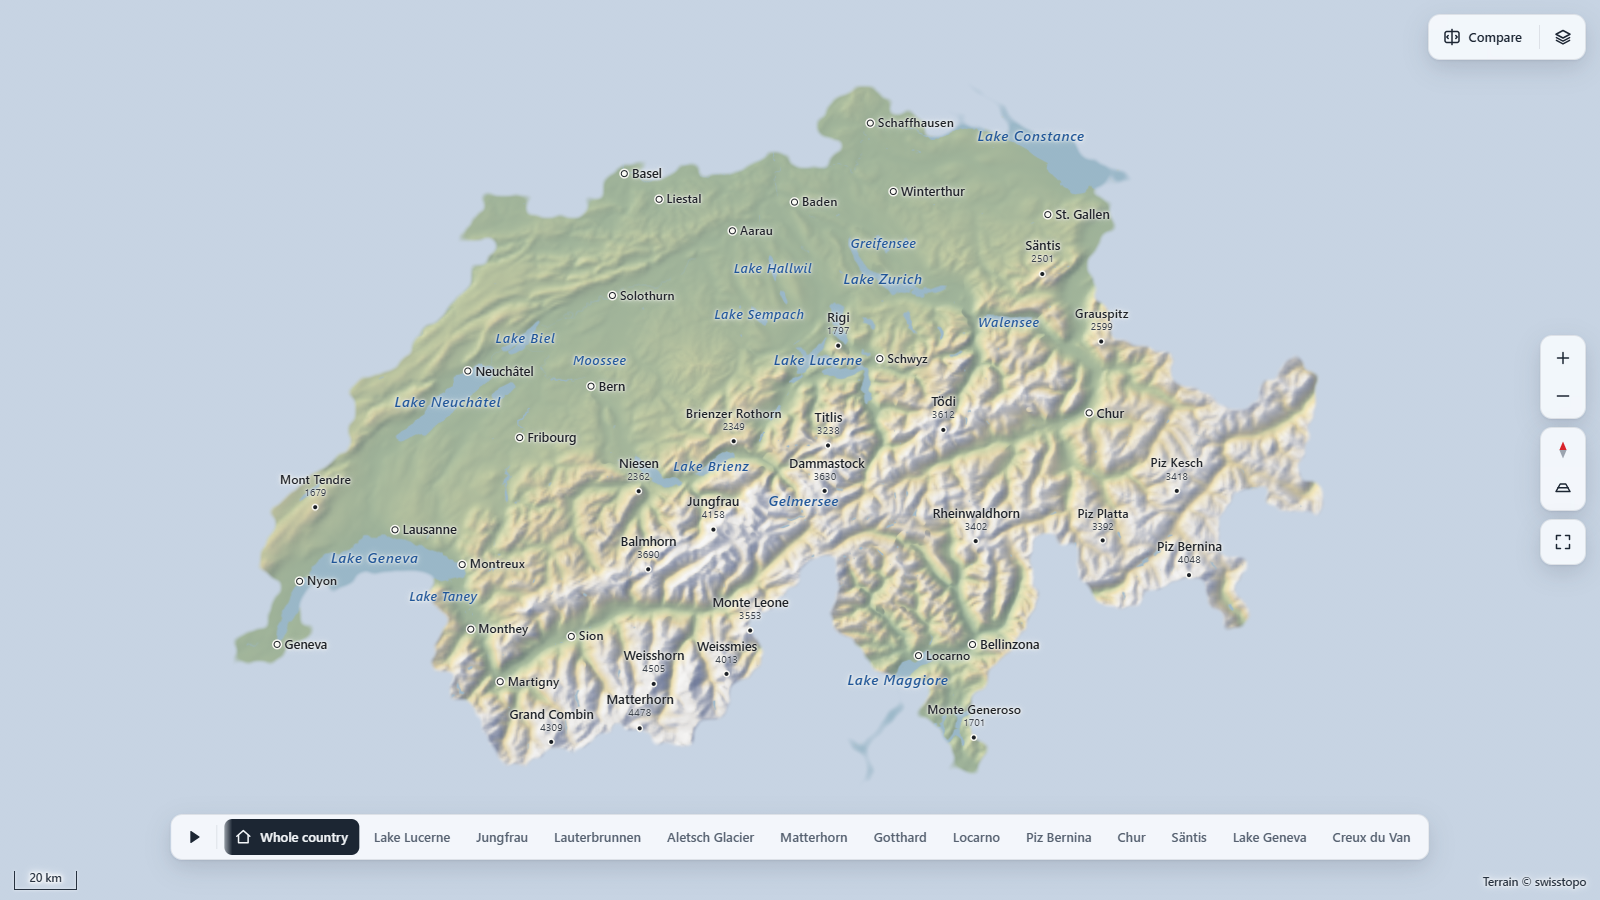 Compare
Schaffhausen
Lake Constance
Basel
Liestal
Baden
Winterthur
St. Gallen
Aarau
Greifensee
Säntis
2501
Lake Hallwil
Lake Zurich
Solothurn
Lake Sempach
Rigi
1797
Walensee
Grauspitz
2599
Lake Biel
Moossee
Lake Lucerne
Schwyz
Neuchâtel
Bern
Lake Neuchâtel
Brienzer Rothorn
2349
Titlis
3238
Tödi
3612
Chur
Fribourg
Niesen
2362
Lake Brienz
Dammastock
3630
Piz Kesch
3418
Mont Tendre
1679
Jungfrau
4158
Gelmersee
Rheinwaldhorn
3402
Piz Platta
3392
Lausanne
Balmhorn
3690
Piz Bernina
4048
Lake Geneva
Montreux
Nyon
Lake Taney
Monte Leone
3553
Monthey
Sion
Geneva
Weisshorn
4505
Weissmies
4013
Locarno
Bellinzona
Martigny
Lake Maggiore
Matterhorn
4478
Grand Combin
4309
Monte Generoso
1701
Whole country
Lake Lucerne
Jungfrau
Lauterbrunnen
Aletsch Glacier
Matterhorn
Gotthard
Locarno
Piz Bernina
Chur
Säntis
Lake Geneva
Creux du Van
20 km
Terrain © swisstopo